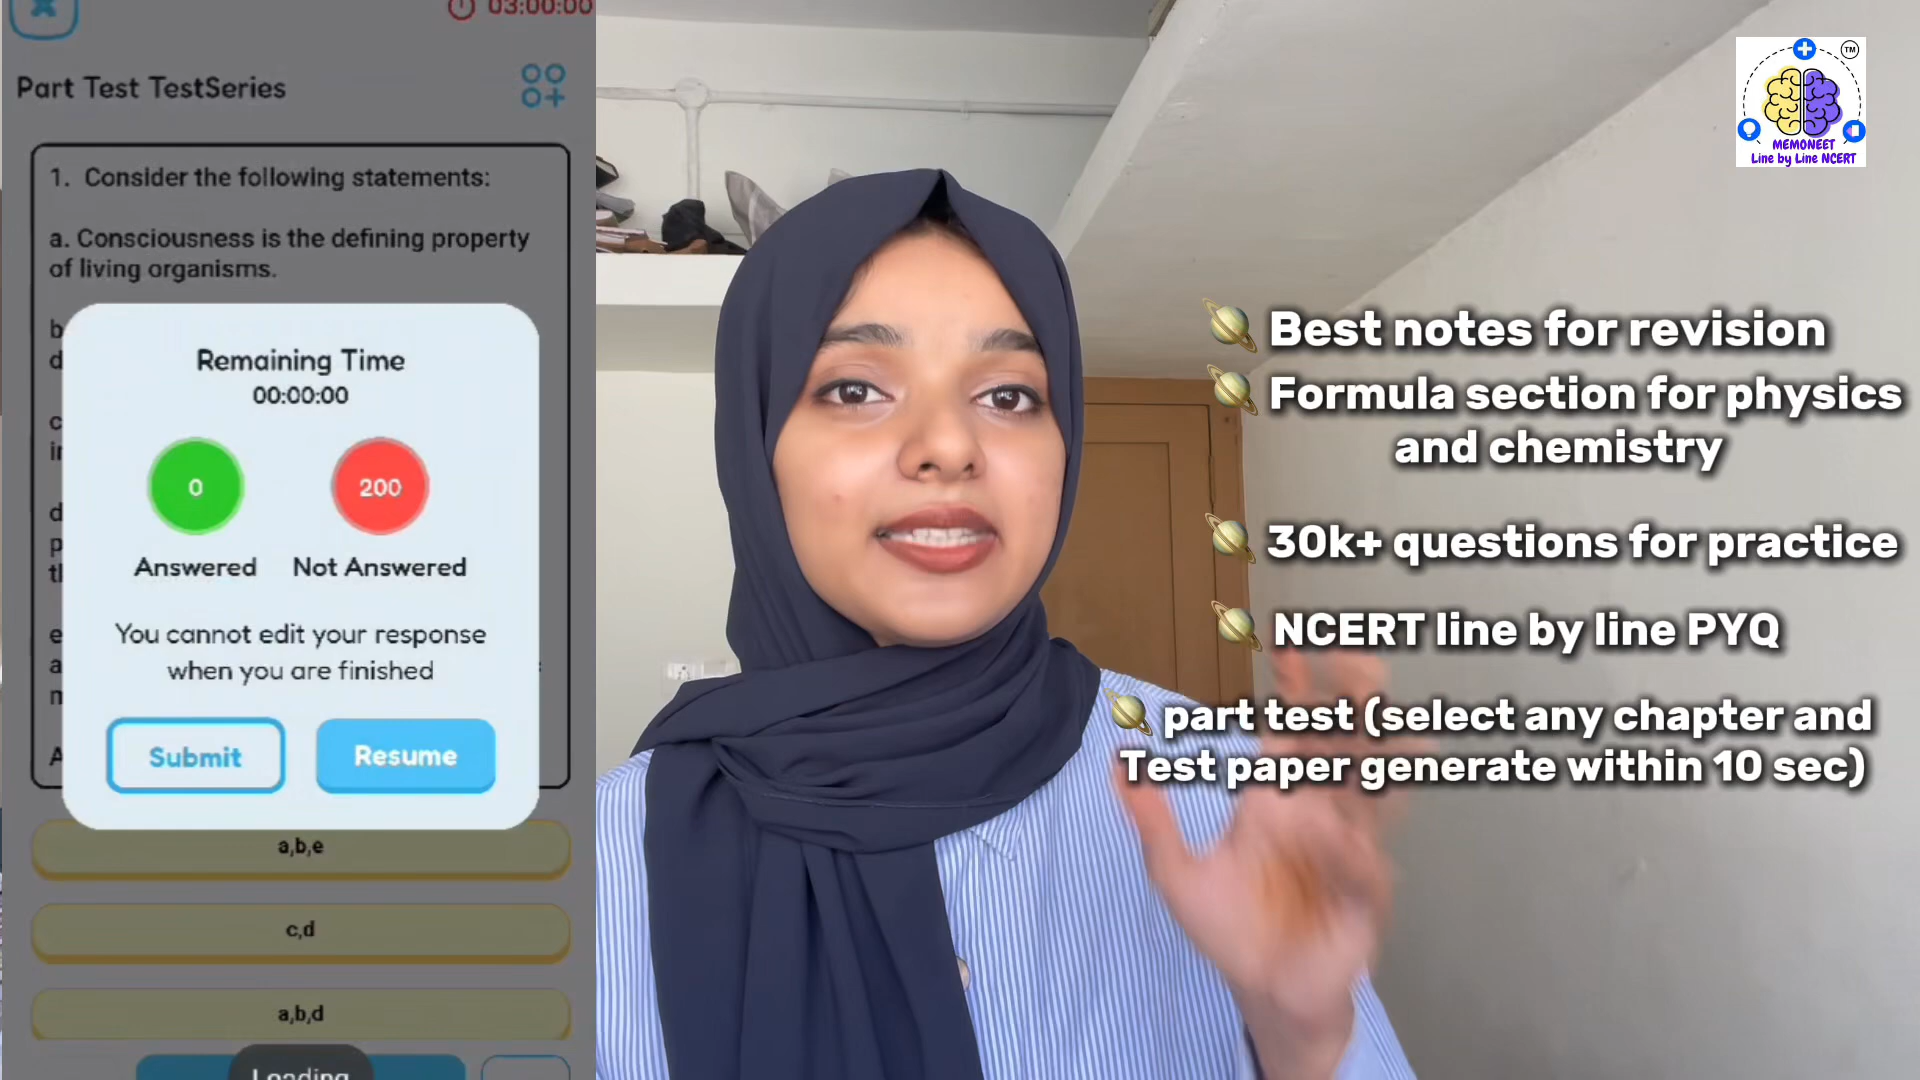 03:00:00
Part Test TestSeries
1. Consider the following statements:
a. Consciousness is the defining property
of living organisms.
b
d
c
d
p
e
a
A
Remaining Time
00:00:00
0
200
Answered
Not Answered
You cannot edit your response
when you are finished
Submit
Resume
a,b,e
c,d
a,b,d
Loading
TM
MEMONEET
Line by Line NCERT
Best notes for revision
Formula section for physics
and chemistry
30k+ questions for practice
NCERT line by line PYQ
part test (select any chapter and
Test paper generate within 10 sec)